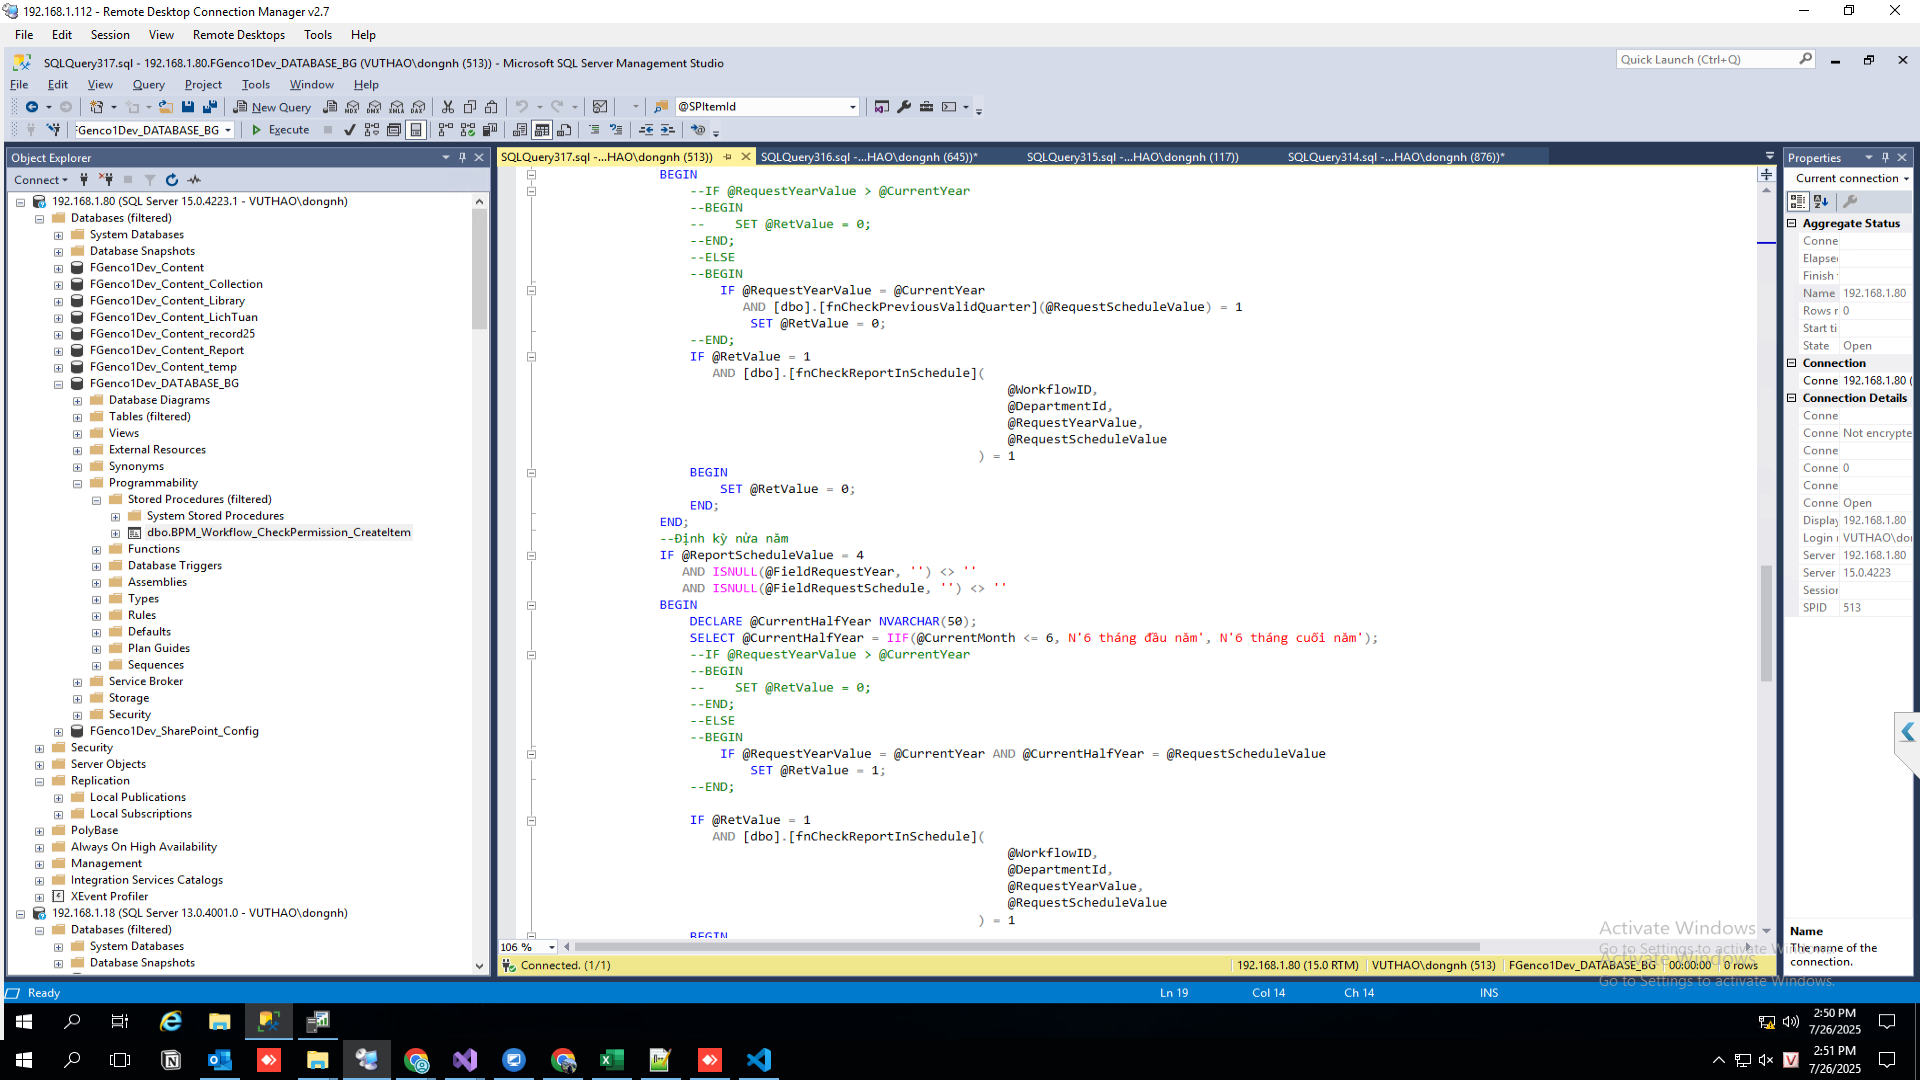 192.168.1.112 - Remote Desktop Connection Manager v2.7
File Edit Session View Remote Desktops Tools Help
SQLQuery317.sql - 192.168.1.80.FGenco1Dev_DATABASE_BG (VUTHAO\dongnh (513)) - Microsoft SQL Server Management Studio
Quick Launch (Ctrl+Q)
File Edit View Query Project Tools Window Help
New Query @SPItemId
Genco1Dev_DATABASE_BG Execute
Object Explorer
Connect
192.168.1.80 (SQL Server 15.0.4223.1 - VUTHAO\dongnh)
Databases (filtered)
System Databases
Database Snapshots
FGenco1Dev_Content
FGenco1Dev_Content_Collection
FGenco1Dev_Content_Library
FGenco1Dev_Content_LichTuan
FGenco1Dev_Content_record25
FGenco1Dev_Content_Report
FGenco1Dev_Content_temp
FGenco1Dev_DATABASE_BG
Database Diagrams
Tables (filtered)
Views
External Resources
Synonyms
Programmability
Stored Procedures (filtered)
System Stored Procedures
dbo.BPM_Workflow_CheckPermission_CreateItem
Functions
Database Triggers
Assemblies
Types
Rules
Defaults
Plan Guides
Sequences
Service Broker
Storage
Security
FGenco1Dev_SharePoint_Config
Security
Server Objects
Replication
Local Publications
Local Subscriptions
PolyBase
Always On High Availability
Management
Integration Services Catalogs
XEvent Profiler
192.168.1.18 (SQL Server 13.0.4001.0 - VUTHAO\dongnh)
Databases (filtered)
System Databases
Database Snapshots
SQLQuery317.sql -...HAO\dongnh (513)) SQLQuery316.sql -...HAO\dongnh (645))* SQLQuery315.sql -...HAO\dongnh (117)) SQLQuery314.sql -...HAO\dongnh (876))*
BEGIN
--IF @RequestYearValue > @CurrentYear
--BEGIN
--    SET @RetValue = 0;
--END;
--ELSE
--BEGIN
IF @RequestYearValue = @CurrentYear
AND [dbo].[fnCheckPreviousValidQuarter](@RequestScheduleValue) = 1
SET @RetValue = 0;
--END;
IF @RetValue = 1
AND [dbo].[fnCheckReportInSchedule](
@WorkflowID,
@DepartmentId,
@RequestYearValue,
@RequestScheduleValue
) = 1
BEGIN
SET @RetValue = 0;
END;
END;
--Định kỳ nửa năm
IF @ReportScheduleValue = 4
AND ISNULL(@FieldRequestYear, '') <> ''
AND ISNULL(@FieldRequestSchedule, '') <> ''
BEGIN
DECLARE @CurrentHalfYear NVARCHAR(50);
SELECT @CurrentHalfYear = IIF(@CurrentMonth <= 6, N'6 tháng đầu năm', N'6 tháng cuối năm');
--IF @RequestYearValue > @CurrentYear
--BEGIN
--    SET @RetValue = 0;
--END;
--ELSE
--BEGIN
IF @RequestYearValue = @CurrentYear AND @CurrentHalfYear = @RequestScheduleValue
SET @RetValue = 1;
--END;
IF @RetValue = 1
AND [dbo].[fnCheckReportInSchedule](
@WorkflowID,
@DepartmentId,
@RequestYearValue,
@RequestScheduleValue
) = 1
BEGIN
106 %
Connected. (1/1) 192.168.1.80 (15.0 RTM) VUTHAO\dongnh (513) FGenco1Dev_DATABASE_BG 00:00:00 0 rows
Properties
Current connection
Aggregate Status
Conne
Elapse
Finish
Name 192.168.1.80
Rows r 0
Start ti
State Open
Connection
Conne 192.168.1.80 (
Connection Details
Conne
Conne Not encrypte
Conne
Conne 0
Conne
Conne Open
Display 192.168.1.80
Login VUTHAO\do
Server 192.168.1.80
Server 15.0.4223
Session
SPID 513
Name
The name of the
connection.
Activate Windows
Go to Settings to activate Windows.
Activate Windows
Go to Settings to activate Windows.
Ready Ln 19 Col 14 Ch 14 INS
2:50 PM
7/26/2025
2:51 PM
7/26/2025